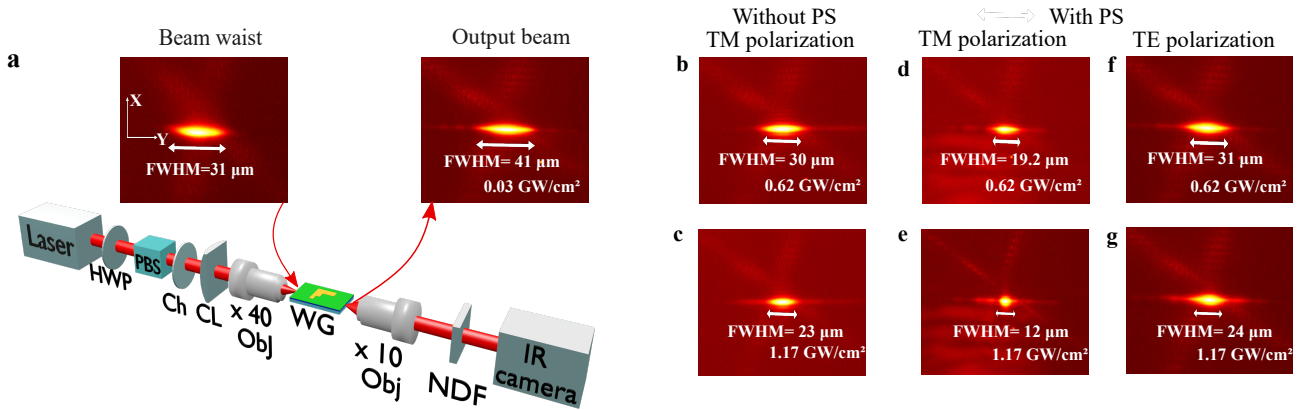 a
Beam waist
Output beam
X
Y
FWHM=31 µm
FWHM= 41 µm
0.03 GW/cm²
Laser
HWP
PBS
Ch
CL
x 40
Obj
WG
x 10
Obj
NDF
IR
camera
Without PS
TM polarization
With PS
TM polarization
TE polarization
b
FWHM= 30 µm
0.62 GW/cm²
d
FWHM= 19.2 µm
0.62 GW/cm²
f
FWHM= 31 µm
0.62 GW/cm²
c
FWHM= 23 µm
1.17 GW/cm²
e
FWHM= 12 µm
1.17 GW/cm²
g
FWHM= 24 µm
1.17 GW/cm²